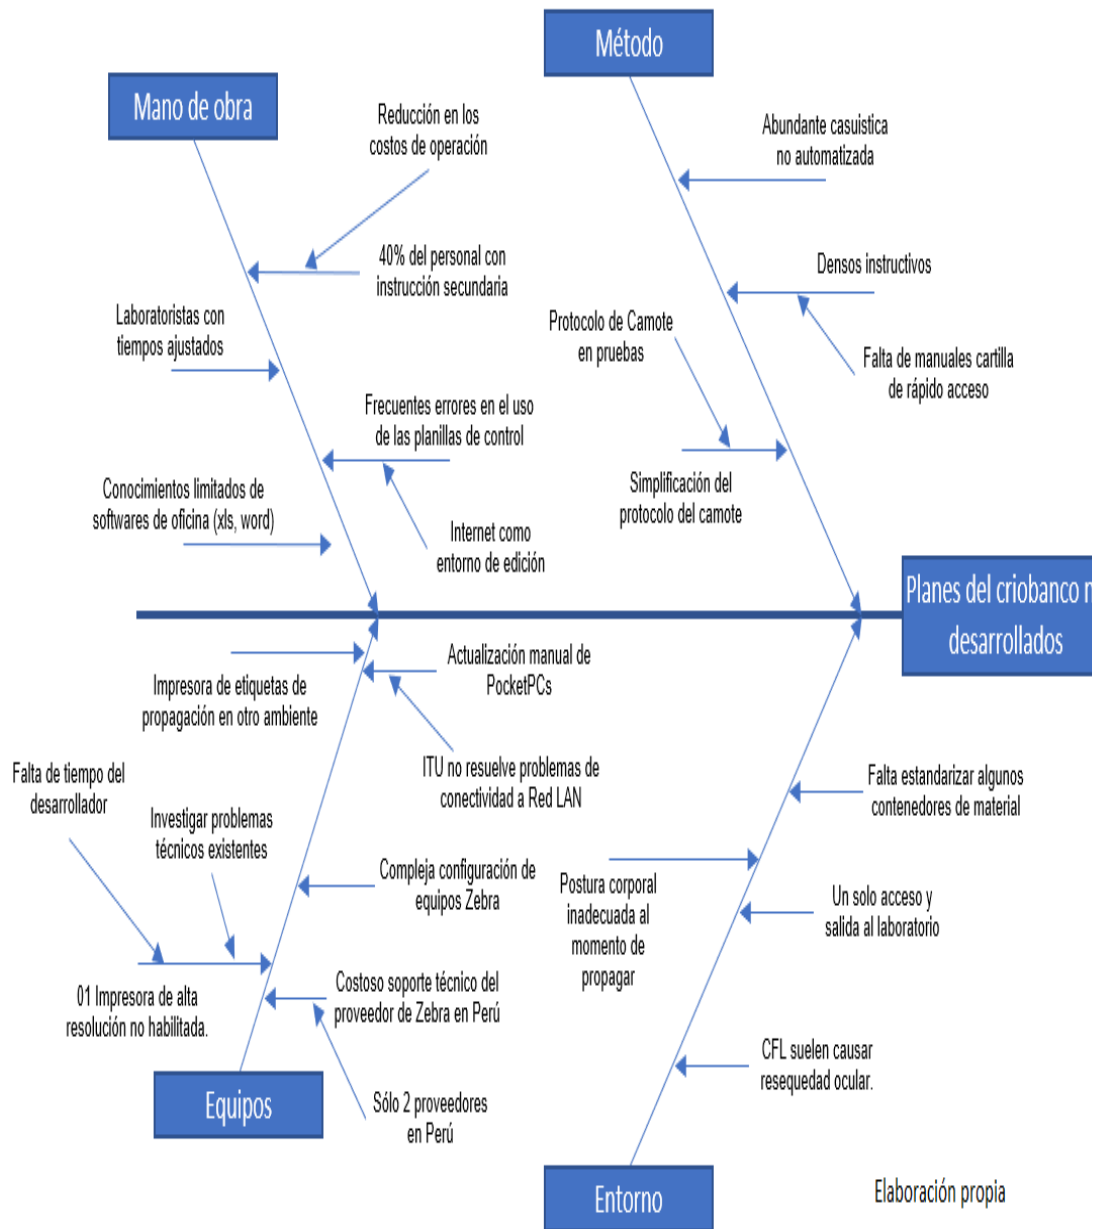 Método
Mano de obra
Reducción en los
costos de operación
Abundante casuistica
no automatizada
40% del personal con
instrucción secundaria
Densos instructivos
Laboratoristas con
tiempos ajustados
Protocolo de Camote
en pruebas
Falta de manuales cartilla
de rápido acceso
Frecuentes errores en el uso
de las planillas de control
Conocimientos limitados de
softwares de oficina (xls, word)
Simplificación del
protocolo del camote
Internet como
entorno de edición
Planes del criobanco n
desarrollados
Actualización manual de
PocketPCs
Impresora de etiquetas de
propagación en otro ambiente
ITU no resuelve problemas de
conectividad a Red LAN
Falta de tiempo del
desarrollador
Investigar problemas
técnicos existentes
Falta estandarizar algunos
contenedores de material
Compleja configuración de
equipos Zebra
Postura corporal
inadecuada al
momento de
propagar
Un solo acceso y
salida al laboratorio
01 Impresora de alta
resolución no habilitada.
Costoso soporte técnico del
proveedor de Zebra en Perú
CFL suelen causar
resequedad ocular.
Equipos
Sólo 2 proveedores
en Perú
Entorno
Elaboración propia